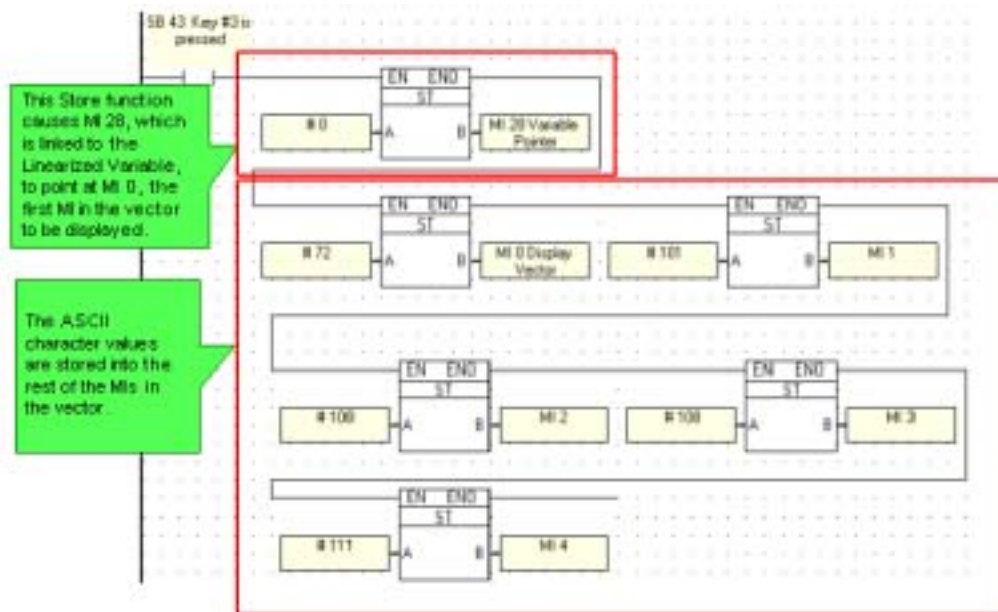 SB 43 Key #3 is
pressed
This Store function
causes MI 28, which
is linked to the
Linearized Variable,
to point at MI 0, the
first MI in the vector
to be displayed.
EN ENO
ST
# 0
A
B
MI 28 Variable
Pointer
EN ENO
ST
# 72
A
B
MI 0 Display
Vector
EN ENO
ST
# 101
A
B
MI 1
The ASCII
character values
are stored into the
rest of the MIs in
the vector.
EN ENO
ST
# 108
A
B
MI 2
EN ENO
ST
# 108
A
B
MI 3
EN ENO
ST
# 111
A
B
MI 4